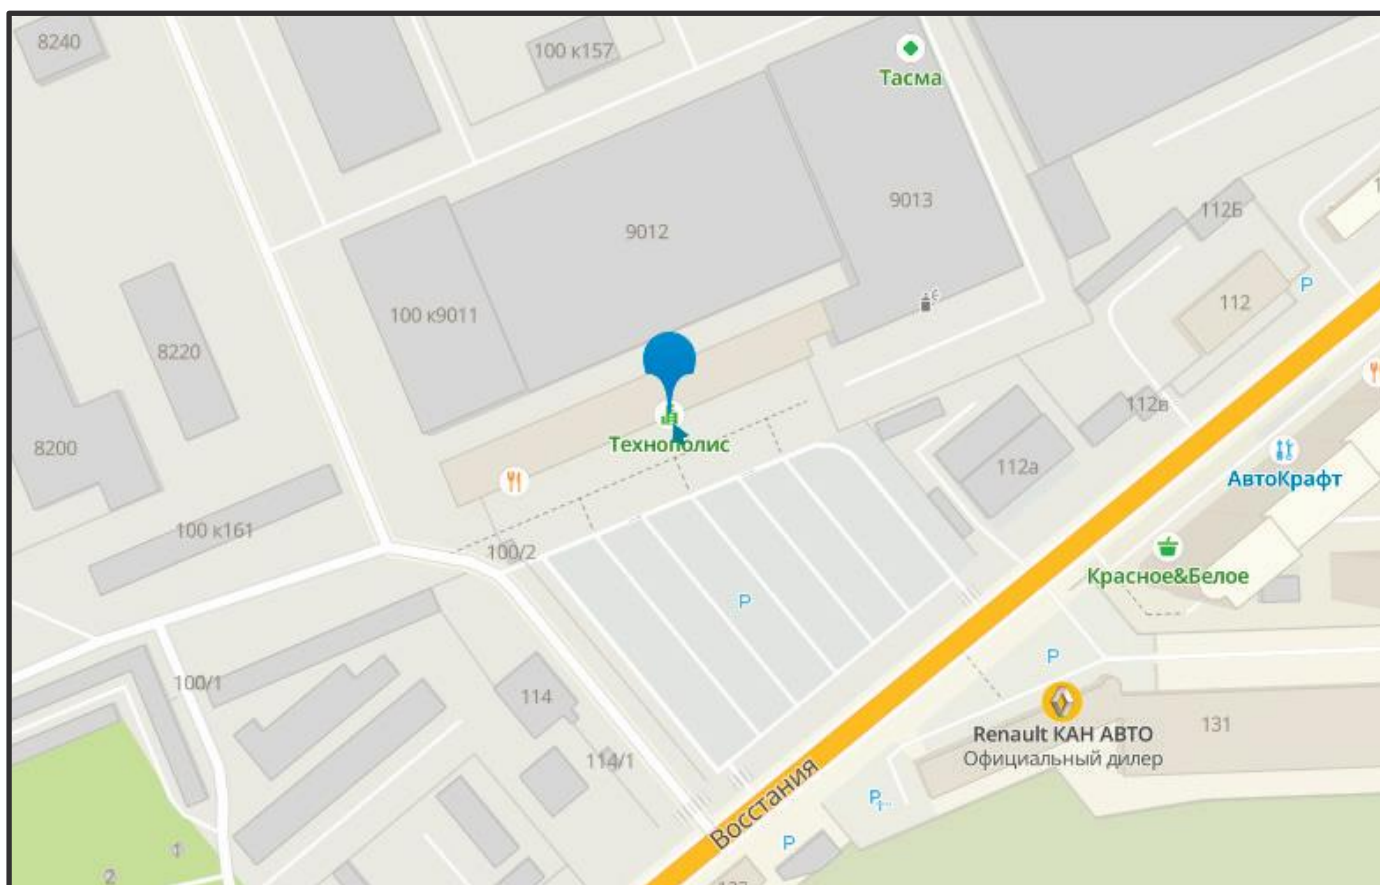 8240
100 к157
Тасма
9013
112Б
9012
112
100 к9011
8220
112в
Технополис
8200
112а
АвтоКрафт
100 к161
100/2
Красное&Белое
P
P
P
100/1
114
Renault КАН АВТО
Официальный дилер
131
114/1
Восстания
P
P
1
2